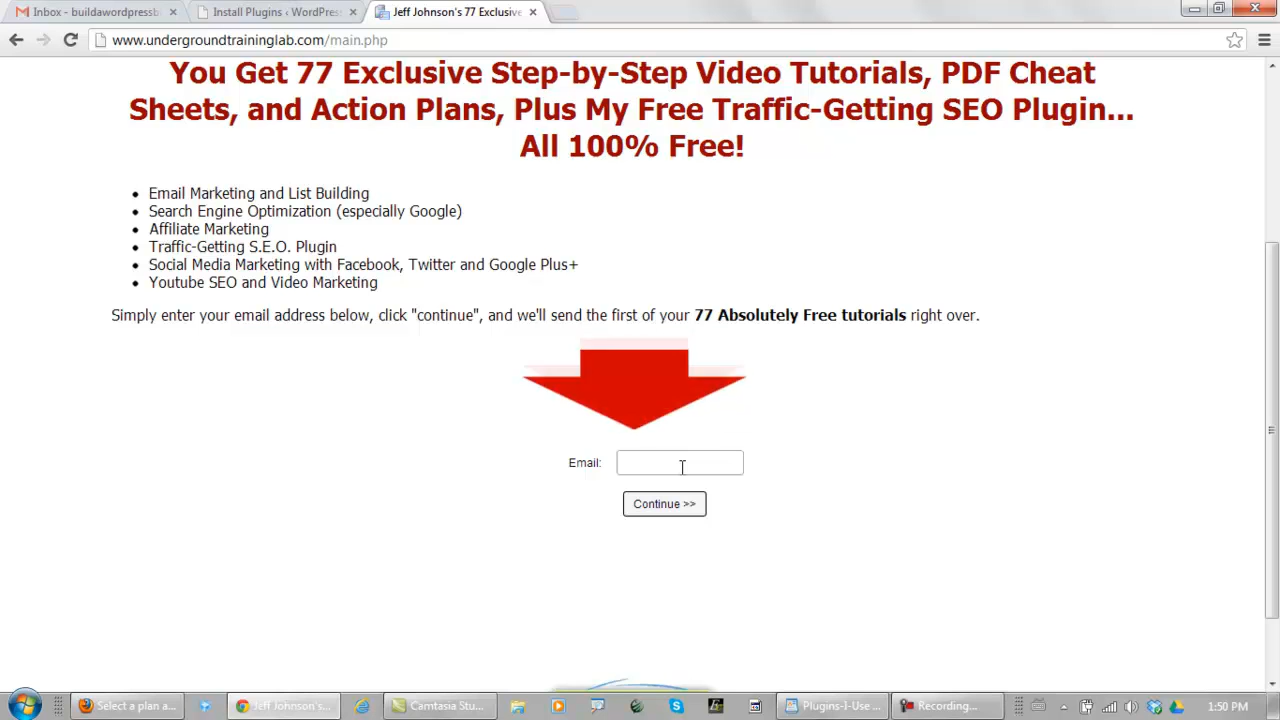 Inbox - buildawordpressb
Install Plugins ‹ WordPres
Jeff Johnson's 77 Exclusive
www.undergroundtraininglab.com/main.php
You Get 77 Exclusive Step-by-Step Video Tutorials, PDF Cheat
Sheets, and Action Plans, Plus My Free Traffic-Getting SEO Plugin...
All 100% Free!
Email Marketing and List Building
Search Engine Optimization (especially Google)
Affiliate Marketing
Traffic-Getting S.E.O. Plugin
Social Media Marketing with Facebook, Twitter and Google Plus+
Youtube SEO and Video Marketing
Simply enter your email address below, click "continue", and we'll send the first of your 77 Absolutely Free tutorials right over.
Email:
Continue >>
Select a plan a...
Jeff Johnson's...
Camtasia Stu...
Plugins-I-Use ...
Recording...
1:50 PM